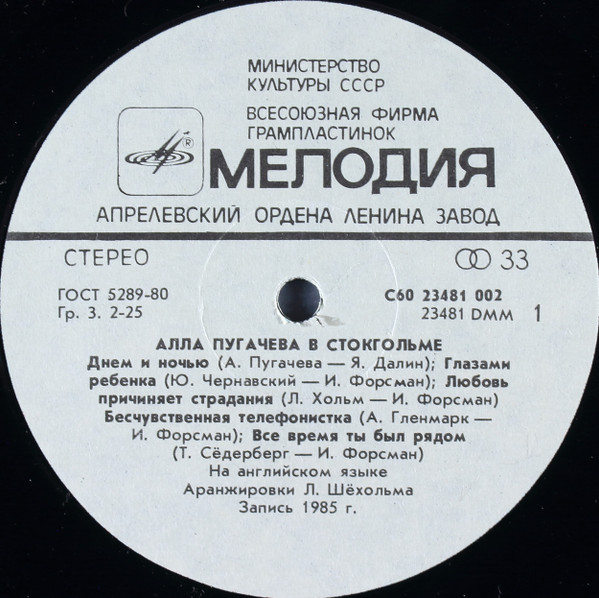 МИНИСТЕРСТВО
КУЛЬТУРЫ СССР
ВСЕСОЮЗНАЯ ФИРМА
ГРАМПЛАСТИНОК
®
МЕЛОДИЯ
АПРЕЛЕВСКИЙ ОРДЕНА ЛЕНИНА ЗАВОД
СТЕРЕО 33
ГОСТ 5289-80 С60 23481 002
Гр. 3. 2-25 23481 DMM 1
АЛЛА ПУГАЧЕВА В СТОКГОЛЬМЕ
Днем и ночью (А. Пугачева — Я. Далин); Глазами
ребенка (Ю. Чернавский — И. Форсман); Любовь
причиняет страдания (Л. Хольм — И. Форсман)
Бесчувственная телефонистка (А. Гленмарк —
И. Форсман); Все время ты был рядом
(Т. Сёдерберг — И. Форсман)
На английском языке
Аранжировки Л. Шёхольма
Запись 1985 г.